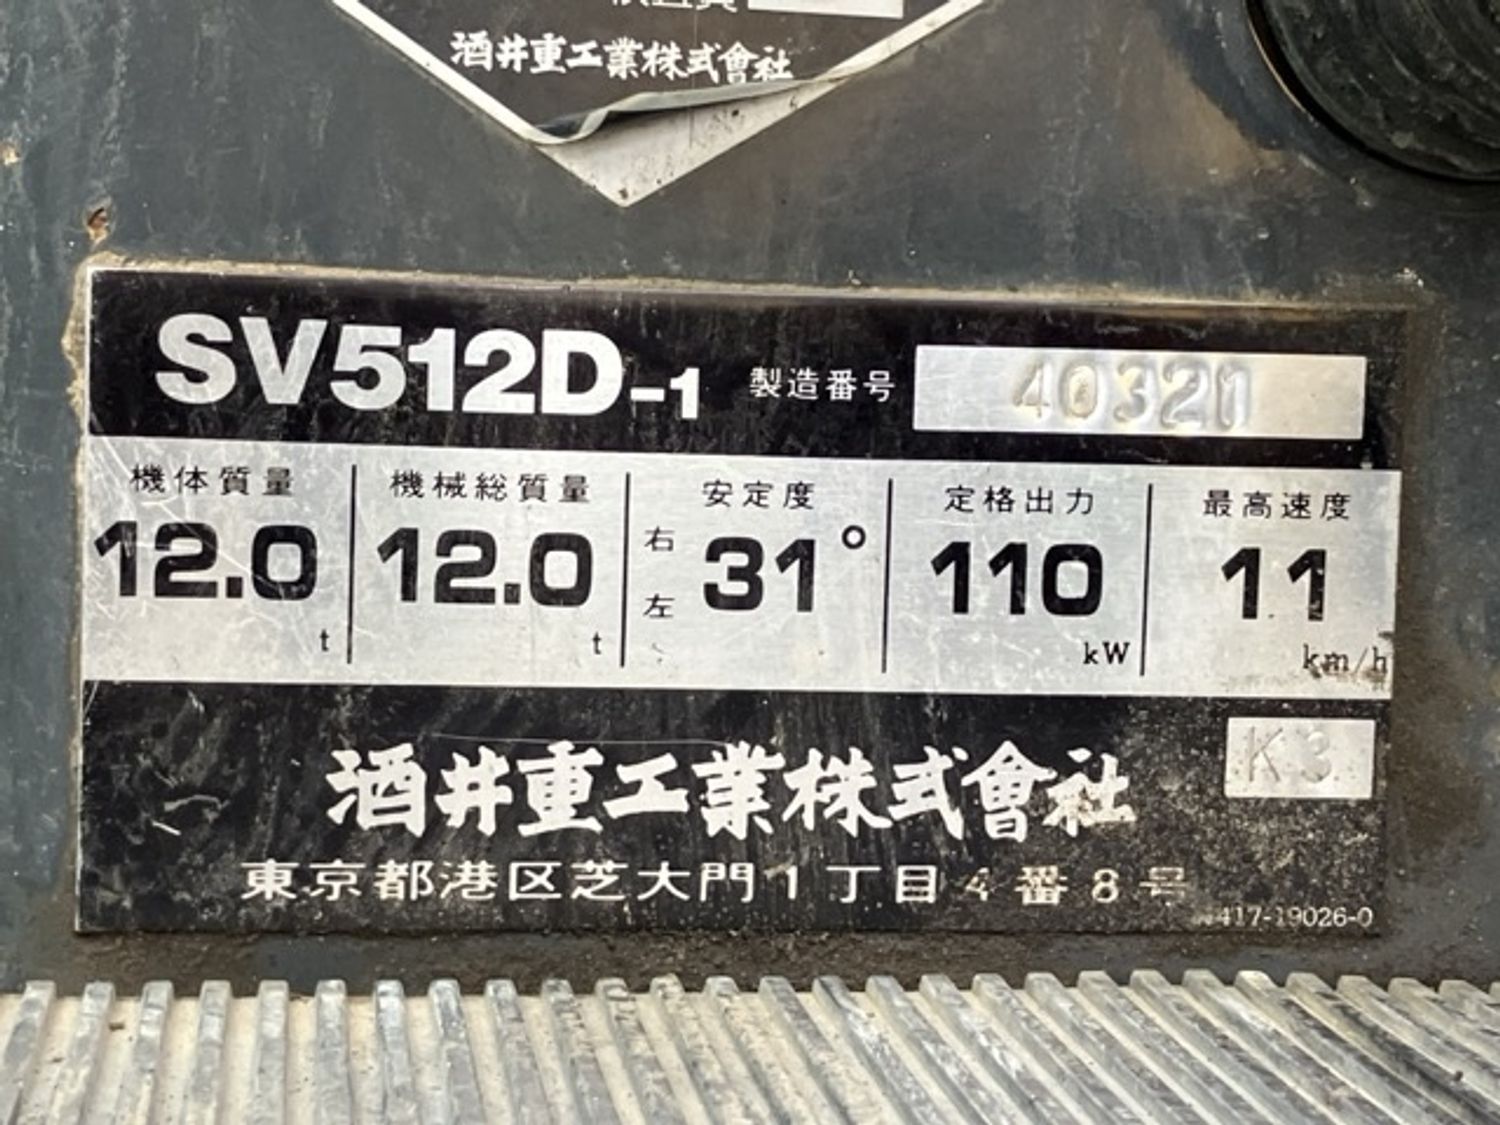 酒井重工業株式會社
SV512D-1 製造番号 40321
機体質量 機械総質量 安定度 定格出力 最高速度
12.0 t 12.0 t 右 左 31° 110 kW 11 km/h
K3
酒井重工業株式會社
東京都港区芝大門1丁目4番8号
417-19026-0